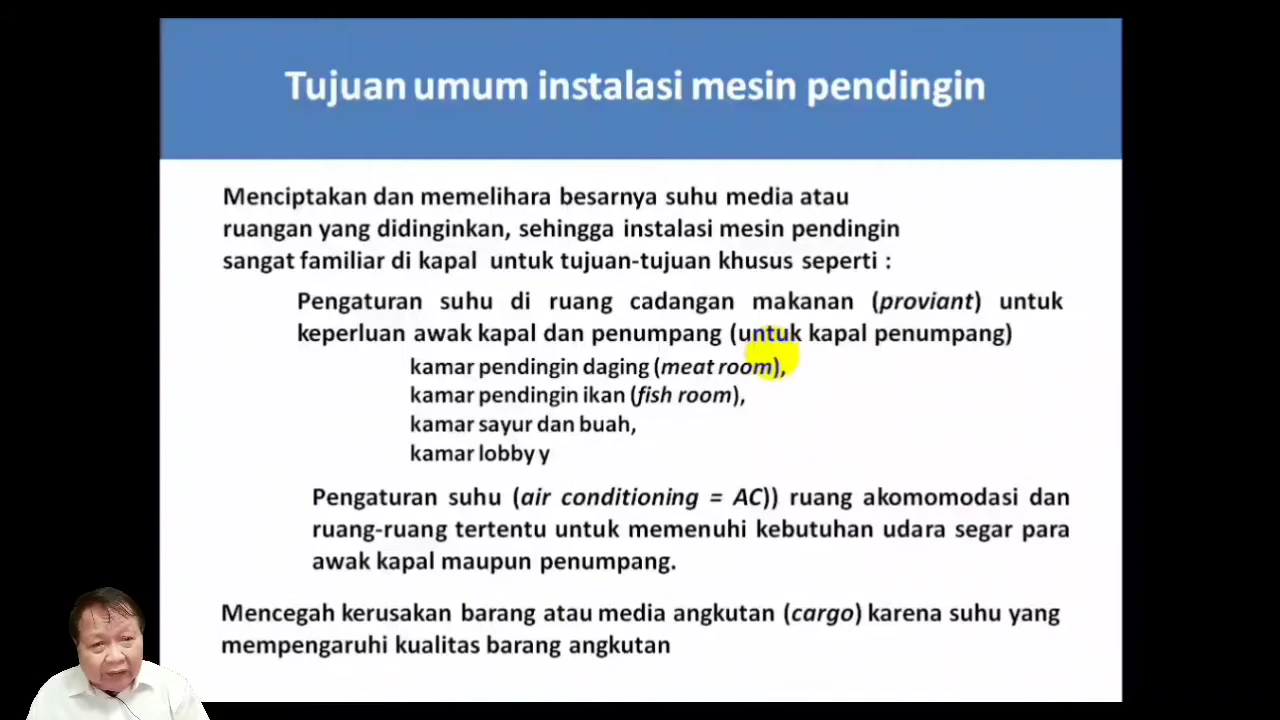 Tujuan umum instalasi mesin pendingin
Menciptakan dan memelihara besarnya suhu media atau
ruangan yang didinginkan, sehingga instalasi mesin pendingin
sangat familiar di kapal untuk tujuan-tujuan khusus seperti :
Pengaturan suhu di ruang cadangan makanan (proviant) untuk
keperluan awak kapal dan penumpang (untuk kapal penumpang)
kamar pendingin daging (meat room),
kamar pendingin ikan (fish room),
kamar sayur dan buah,
kamar lobby y
Pengaturan suhu (air conditioning = AC)) ruang akomomodasi dan
ruang-ruang tertentu untuk memenuhi kebutuhan udara segar para
awak kapal maupun penumpang.
Mencegah kerusakan barang atau media angkutan (cargo) karena suhu yang
mempengaruhi kualitas barang angkutan